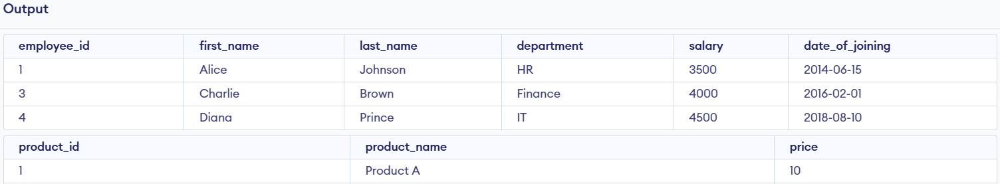 Output
employee_id first_name last_name department salary date_of_joining
1 Alice Johnson HR 3500 2014-06-15
3 Charlie Brown Finance 4000 2016-02-01
4 Diana Prince IT 4500 2018-08-10
product_id product_name price
1 Product A 10